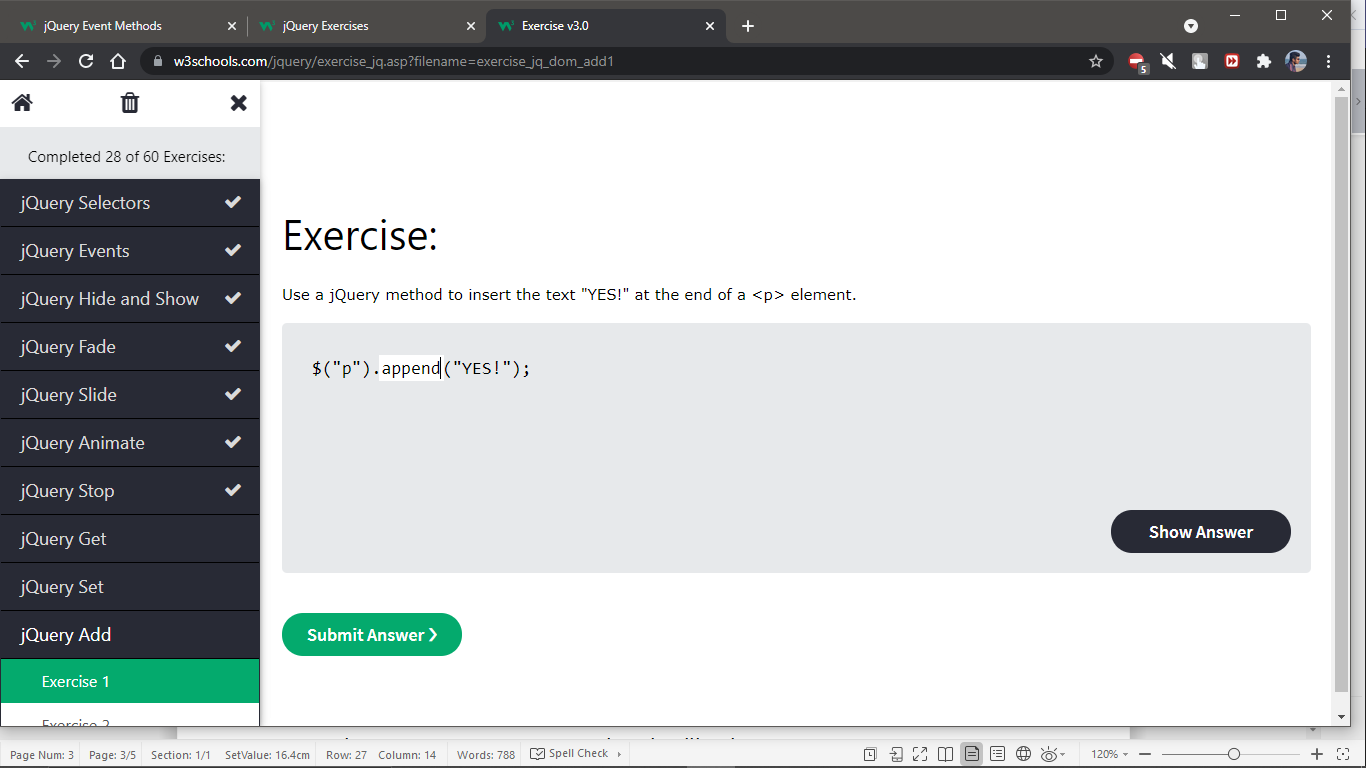 jQuery Event Methods
jQuery Exercises
Exercise v3.0
w3schools.com/jquery/exercise_jq.asp?filename=exercise_jq_dom_add1
5
Completed 28 of 60 Exercises:
jQuery Selectors
jQuery Events
jQuery Hide and Show
jQuery Fade
jQuery Slide
jQuery Animate
jQuery Stop
jQuery Get
jQuery Set
jQuery Add
Exercise 1
Exercise 2
Exercise:
Use a jQuery method to insert the text "YES!" at the end of a <p> element.
$("p").append("YES!");
Show Answer
Submit Answer ❯
Page Num: 3 Page: 3/5 Section: 1/1 SetValue: 16.4cm Row: 27 Column: 14 Words: 788 Spell Check 120%